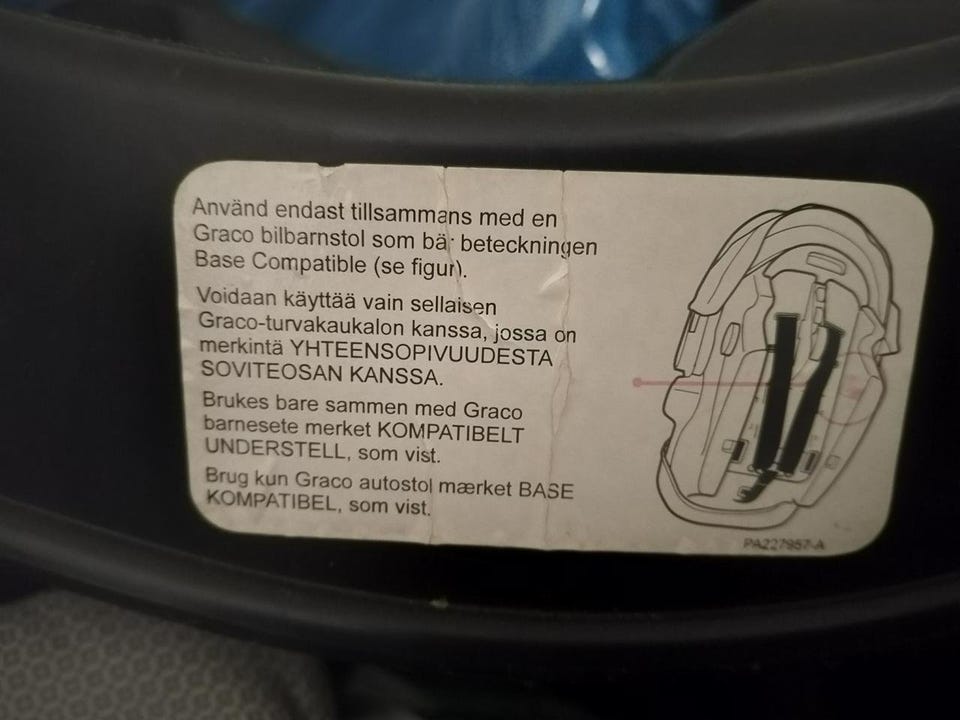 Använd endast tillsammans med en
Graco bilbarnstol som bär beteckningen
Base Compatible (se figur).
Voidaan käyttää vain sellaisen
Graco-turvakaukalon kanssa, jossa on
merkintä YHTEENSOPIVUUDESTA
SOVITEOSAN KANSSA.
Brukes bare sammen med Graco
barnesete merket KOMPATIBELT
UNDERSTELL, som vist.
Brug kun Graco autostol mærket BASE
KOMPATIBEL, som vist.
PA227957-A